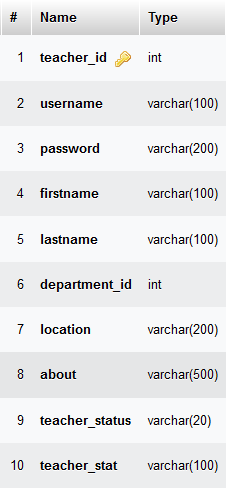 # Name Type
1 teacher_id int
2 username varchar(100)
3 password varchar(200)
4 firstname varchar(100)
5 lastname varchar(100)
6 department_id int
7 location varchar(200)
8 about varchar(500)
9 teacher_status varchar(20)
10 teacher_stat varchar(100)